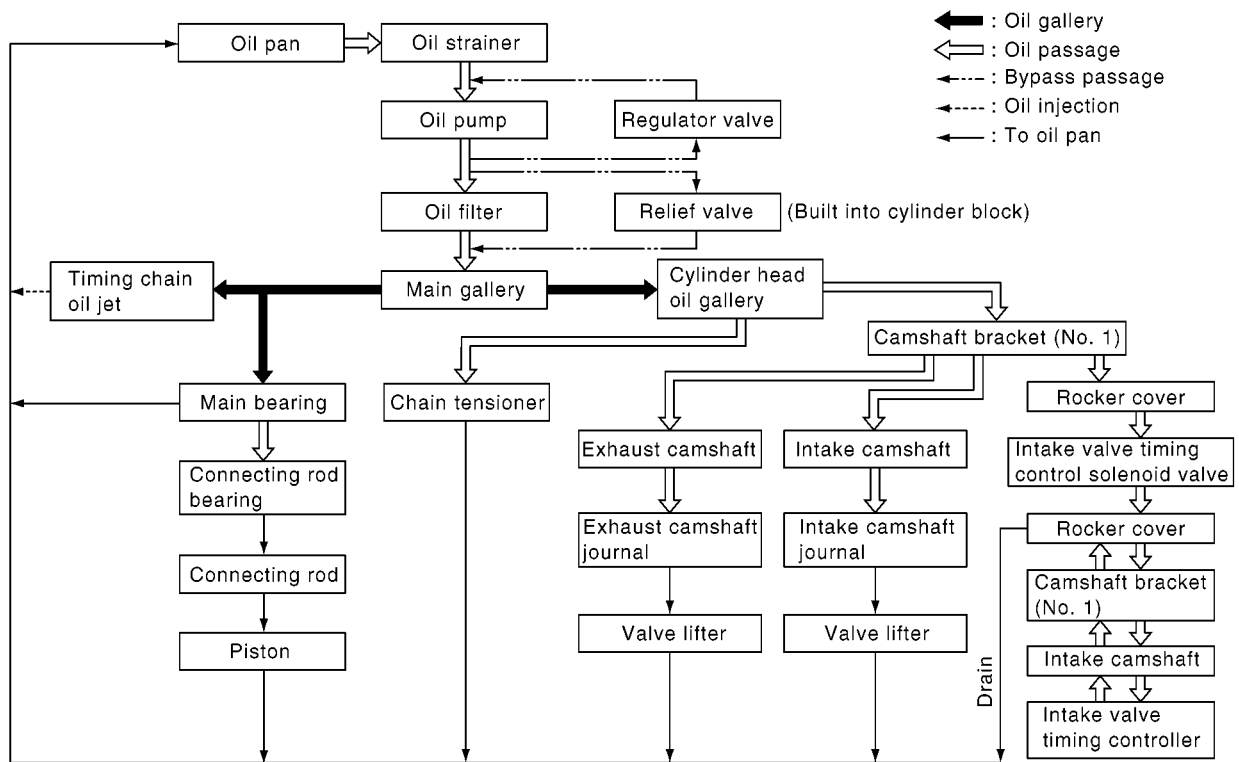 Oil pan
Oil strainer
: Oil gallery
: Oil passage
: Bypass passage
: Oil injection
: To oil pan
Oil pump
Regulator valve
Oil filter
Relief valve
(Built into cylinder block)
Timing chain
oil jet
Main gallery
Cylinder head
oil gallery
Camshaft bracket (No. 1)
Main bearing
Chain tensioner
Rocker cover
Exhaust camshaft
Intake camshaft
Intake valve timing
control solenoid valve
Connecting rod
bearing
Exhaust camshaft
journal
Intake camshaft
journal
Rocker cover
Connecting rod
Camshaft bracket
(No. 1)
Valve lifter
Valve lifter
Piston
Intake camshaft
Drain
Intake valve
timing controller